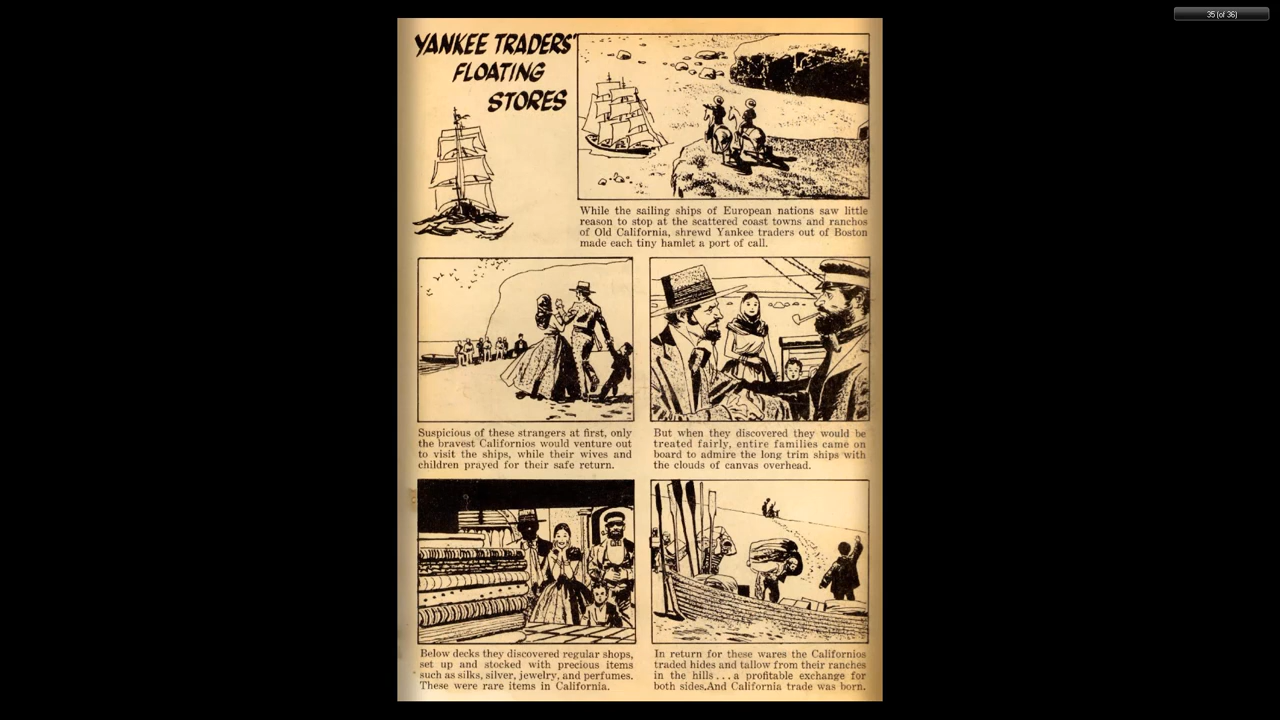 35 (of 36)
YANKEE TRADERS'
FLOATING
STORES
While the sailing ships of European nations saw little
reason to stop at the scattered coast towns and ranchos
of Old California, shrewd Yankee traders out of Boston
made each tiny hamlet a port of call.
Suspicious of these strangers at first, only
the bravest Californios would venture out
to visit the ships, while their wives and
children prayed for their safe return.
But when they discovered they would be
treated fairly, entire families came on
board to admire the long trim ships with
the clouds of canvas overhead.
Below decks they discovered regular shops,
set up and stocked with precious items
such as silks, silver, jewelry, and perfumes.
These were rare items in California.
In return for these wares the Californios
traded hides and tallow from their ranches
in the hills... a profitable exchange for
both sides.And California trade was born.